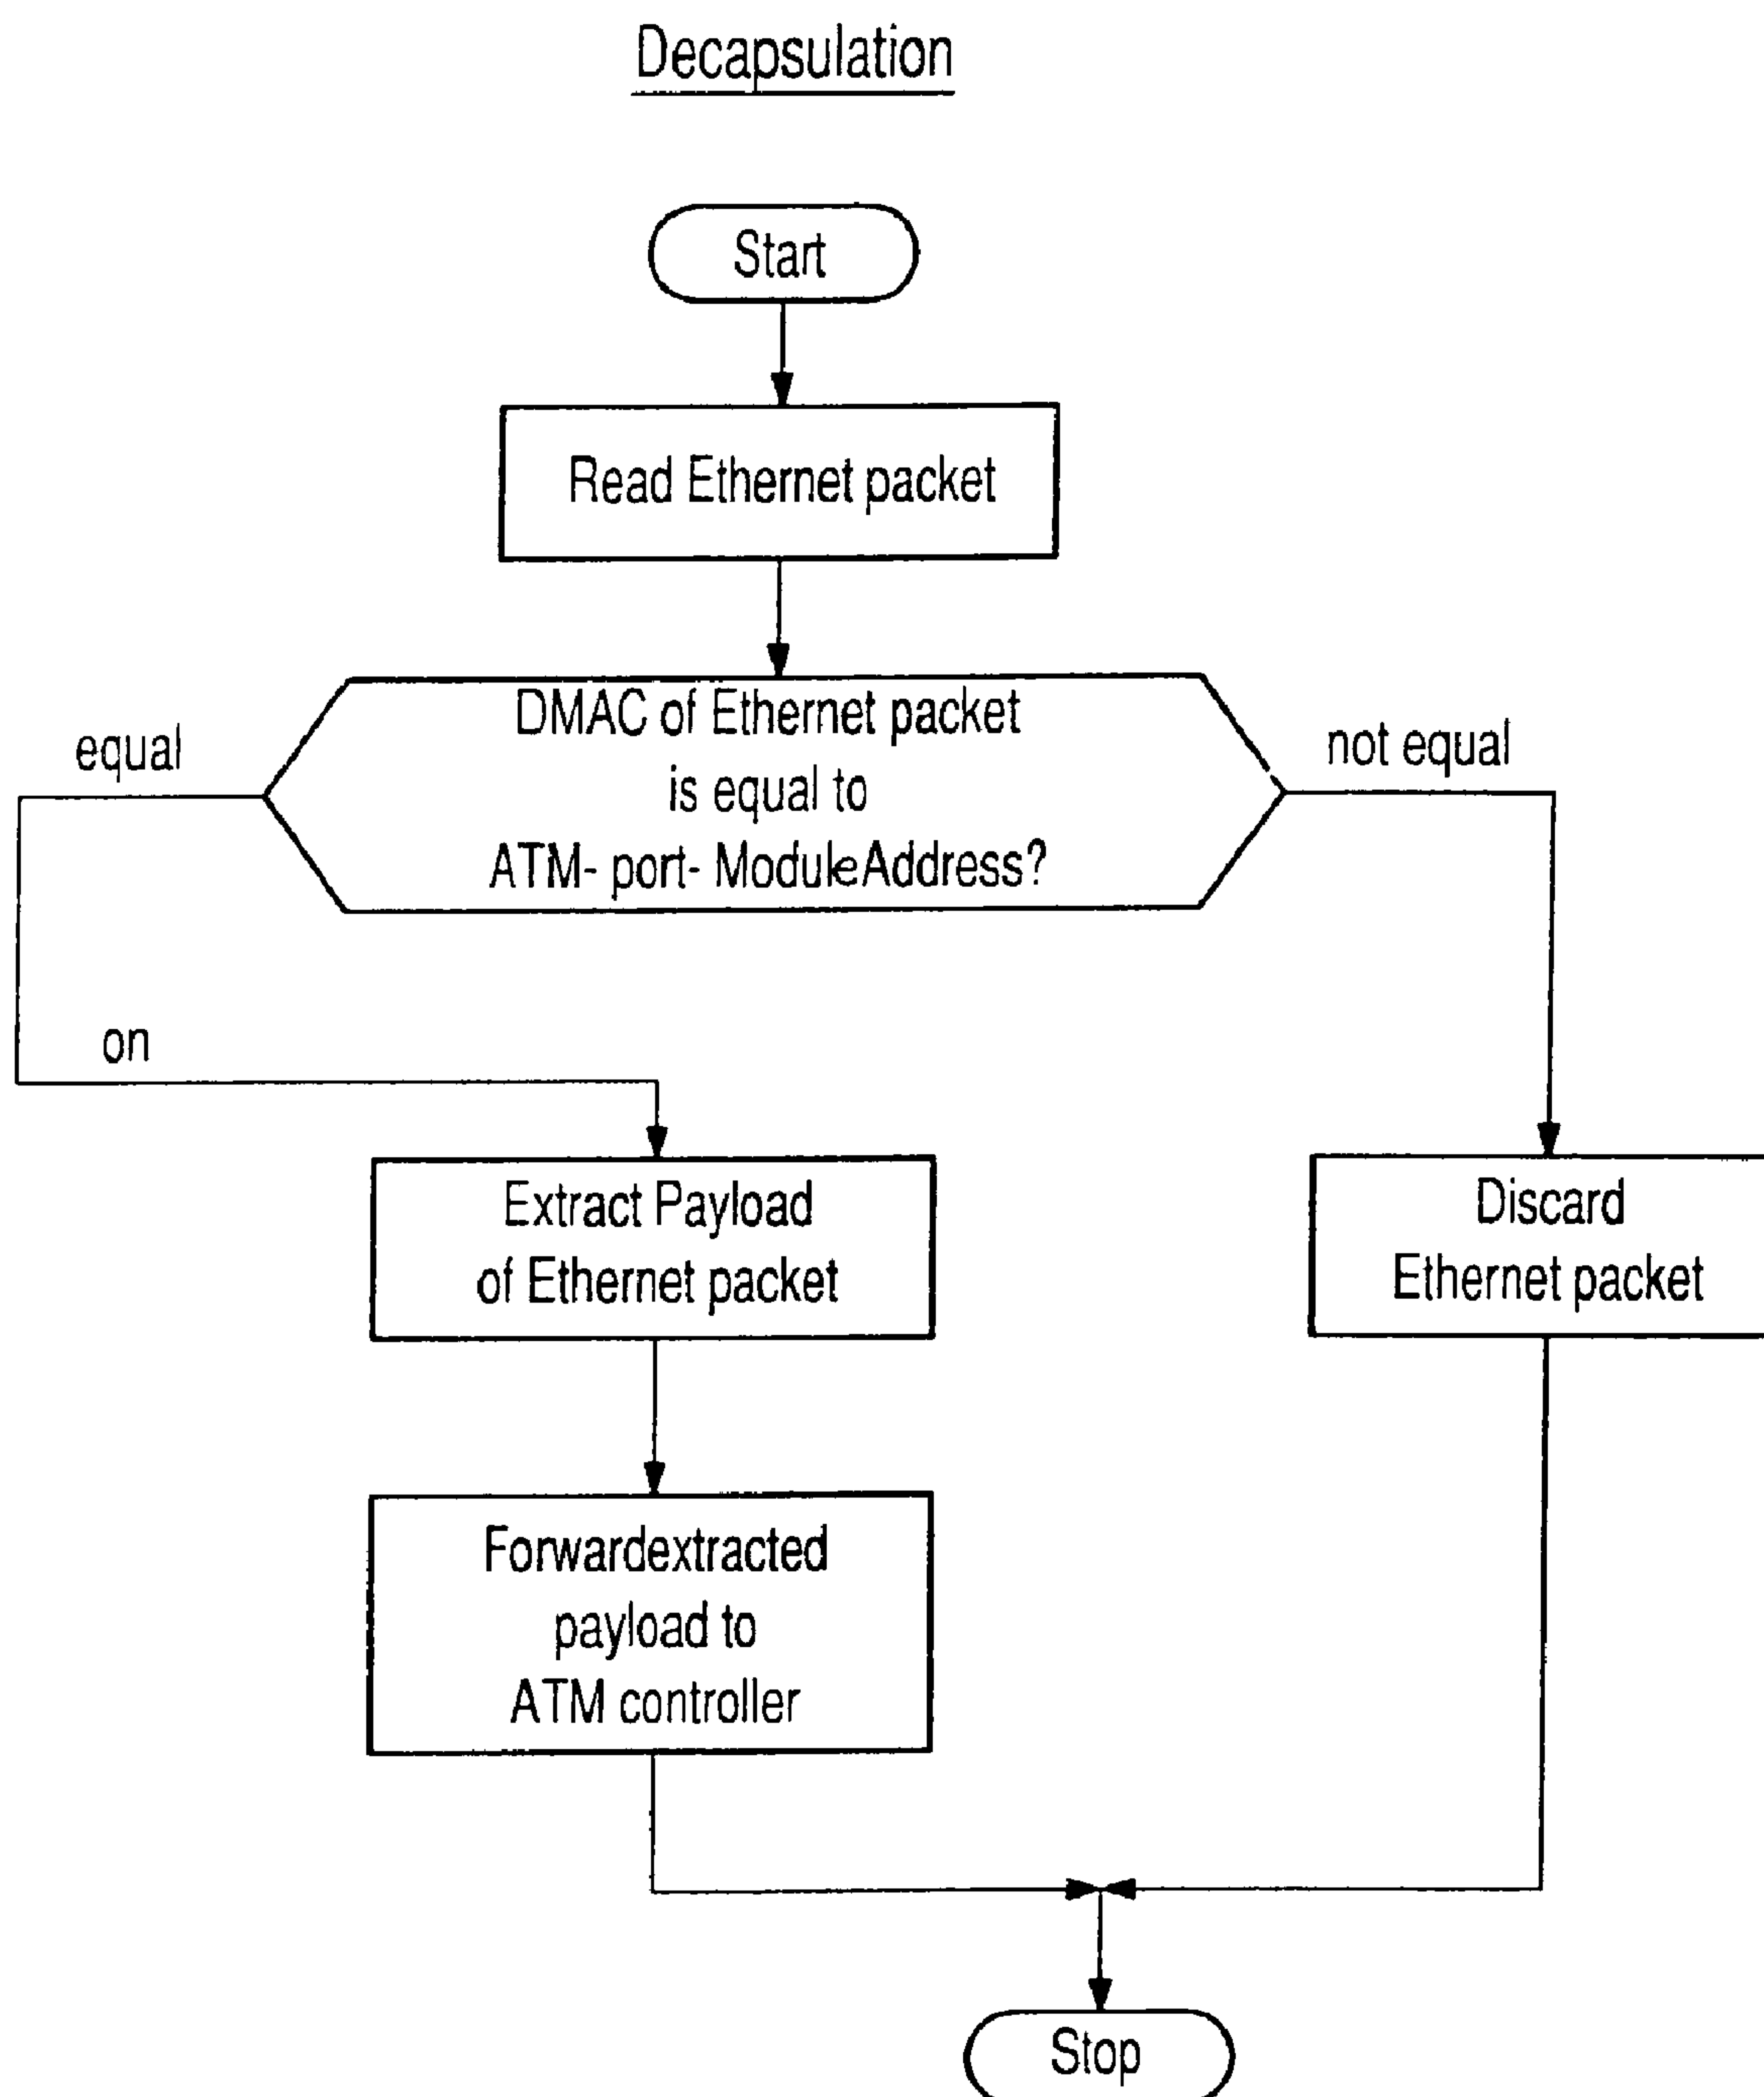 Decapsulation
Start
Read Ethernet packet
DMAC of Ethernet packet
is equal to
ATM- port- ModuleAddress?
equal
not equal
on
Extract Payload
of Ethernet packet
Discard
Ethernet packet
Forwardextracted
payload to
ATM controller
Stop